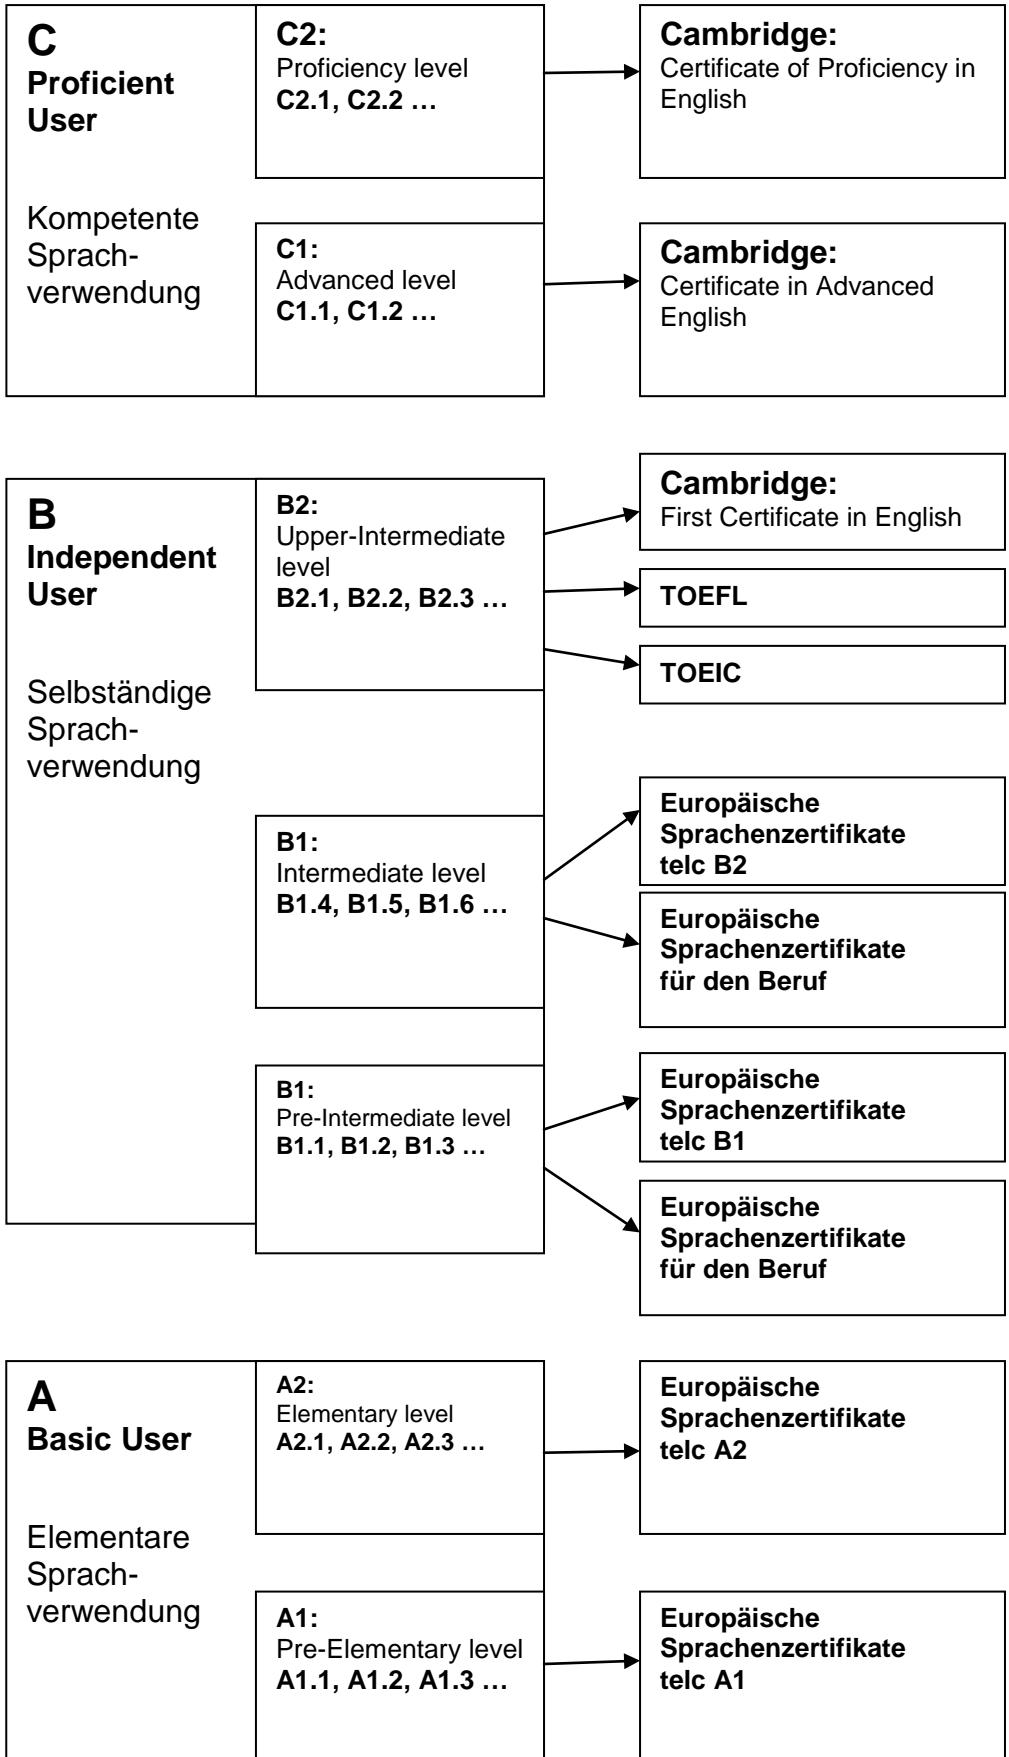 C
Proficient
User
Kompetente
Sprach-
verwendung
C2:
Proficiency level
C2.1, C2.2 …
Cambridge:
Certificate of Proficiency in
English
C1:
Advanced level
C1.1, C1.2 …
Cambridge:
Certificate in Advanced
English
B
Independent
User
Selbständige
Sprach-
verwendung
B2:
Upper-Intermediate
level
B2.1, B2.2, B2.3 …
Cambridge:
First Certificate in English
TOEFL
TOEIC
B1:
Intermediate level
B1.4, B1.5, B1.6 …
Europäische
Sprachenzertifikate
telc B2
Europäische
Sprachenzertifikate
für den Beruf
B1:
Pre-Intermediate level
B1.1, B1.2, B1.3 …
Europäische
Sprachenzertifikate
telc B1
Europäische
Sprachenzertifikate
für den Beruf
A
Basic User
Elementare
Sprach-
verwendung
A2:
Elementary level
A2.1, A2.2, A2.3 …
Europäische
Sprachenzertifikate
telc A2
A1:
Pre-Elementary level
A1.1, A1.2, A1.3 …
Europäische
Sprachenzertifikate
telc A1